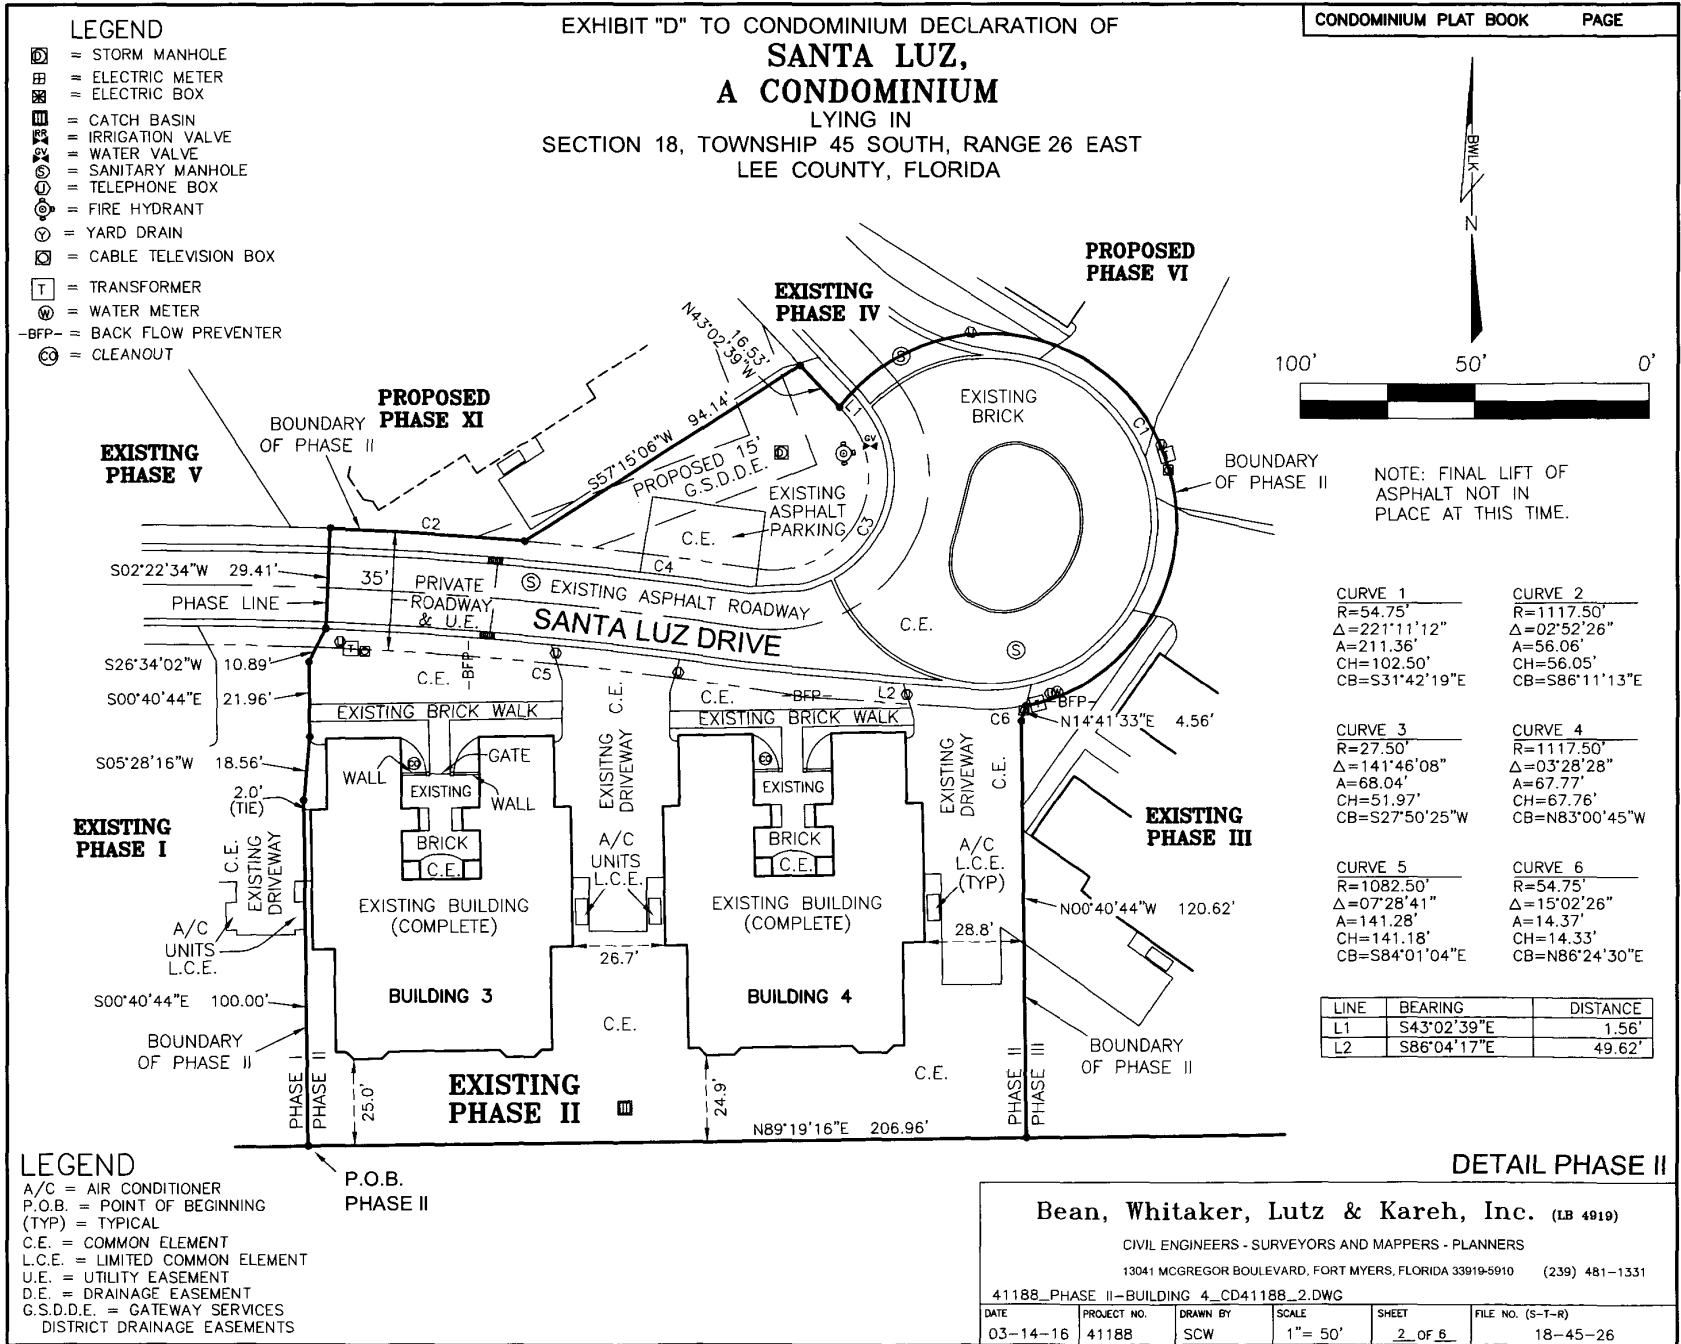 LEGEND
= STORM MANHOLE
= ELECTRIC METER
= ELECTRIC BOX
= CATCH BASIN
= IRRIGATION VALVE
= WATER VALVE
= SANITARY MANHOLE
= TELEPHONE BOX
= FIRE HYDRANT
= YARD DRAIN
= CABLE TELEVISION BOX
T = TRANSFORMER
W = WATER METER
-BFP- = BACK FLOW PREVENTER
CO = CLEANOUT
EXHIBIT "D" TO CONDOMINIUM DECLARATION OF
SANTA LUZ,
A CONDOMINIUM
LYING IN
SECTION 18, TOWNSHIP 45 SOUTH, RANGE 26 EAST
LEE COUNTY, FLORIDA
CONDOMINIUM PLAT BOOK PAGE
BWLK
N
100' 50' 0'
NOTE: FINAL LIFT OF
ASPHALT NOT IN
PLACE AT THIS TIME.
PROPOSED
PHASE VI
EXISTING
PHASE IV
N43°02'39"W
16.53'
L1
PROPOSED
PHASE XI
BOUNDARY
OF PHASE II
EXISTING
PHASE V
S57°15'06"W 94.14'
PROPOSED 15'
G.S.D.D.E.
D
GV
EXISTING
BRICK
C1
BOUNDARY
OF PHASE II
EXISTING
ASPHALT
PARKING
C.E.
C2
C3
C4
S02°22'34"W 29.41'
PHASE LINE
35'
PRIVATE
ROADWAY
& U.E.
S EXISTING ASPHALT ROADWAY
SANTA LUZ DRIVE
C.E.
S
S26°34'02"W 10.89'
S00°40'44"E 21.96'
S05°28'16"W 18.56'
2.0'
(TIE)
T
C.E.
-BFP-
C5
C.E.
C.E.
-BFP-
L2
C6
-BFP-
N14°41'33"E 4.56'
EXISTING BRICK WALK
EXISTING BRICK WALK
CO
GATE
WALL
WALL
EXISTING
BRICK
C.E.
EXISITNG
DRIVEWAY
CO
EXISTING
BRICK
C.E.
EXISTING
DRIVEWAY
C.E.
EXISTING
PHASE I
C.E.
EXISTING
DRIVEWAY
A/C
UNITS
L.C.E.
A/C
UNITS
L.C.E.
A/C
L.C.E.
(TYP)
EXISTING
PHASE III
EXISTING BUILDING
(COMPLETE)
EXISTING BUILDING
(COMPLETE)
N00°40'44"W 120.62'
26.7'
28.8'
BUILDING 3
BUILDING 4
S00°40'44"E 100.00'
BOUNDARY
OF PHASE II
C.E.
C.E.
BOUNDARY
OF PHASE II
PHASE I
PHASE II
25.0'
EXISTING
PHASE II
24.9'
PHASE II
PHASE III
N89°19'16"E 206.96'
P.O.B.
PHASE II
CURVE 1
R=54.75'
Δ=221°11'12"
A=211.36'
CH=102.50'
CB=S31°42'19"E
CURVE 2
R=1117.50'
Δ=02°52'26"
A=56.06'
CH=56.05'
CB=S86°11'13"E
CURVE 3
R=27.50'
Δ=141°46'08"
A=68.04'
CH=51.97'
CB=S27°50'25"W
CURVE 4
R=1117.50'
Δ=03°28'28"
A=67.77'
CH=67.76'
CB=N83°00'45"W
CURVE 5
R=1082.50'
Δ=07°28'41"
A=141.28'
CH=141.18'
CB=S84°01'04"E
CURVE 6
R=54.75'
Δ=15°02'26"
A=14.37'
CH=14.33'
CB=N86°24'30"E
LINE BEARING DISTANCE
L1 S43°02'39"E 1.56'
L2 S86°04'17"E 49.62'
LEGEND
A/C = AIR CONDITIONER
P.O.B. = POINT OF BEGINNING
(TYP) = TYPICAL
C.E. = COMMON ELEMENT
L.C.E. = LIMITED COMMON ELEMENT
U.E. = UTILITY EASEMENT
D.E. = DRAINAGE EASEMENT
G.S.D.D.E. = GATEWAY SERVICES
DISTRICT DRAINAGE EASEMENTS
DETAIL PHASE II
Bean, Whitaker, Lutz & Kareh, Inc. (LB 4919)
CIVIL ENGINEERS - SURVEYORS AND MAPPERS - PLANNERS
13041 MCGREGOR BOULEVARD, FORT MYERS, FLORIDA 33919-5910 (239) 481-1331
41188_PHASE II-BUILDING 4_CD41188_2.DWG
DATE PROJECT NO. DRAWN BY SCALE SHEET FILE NO. (S-T-R)
03-14-16 41188 SCW 1"= 50' 2 OF 6 18-45-26